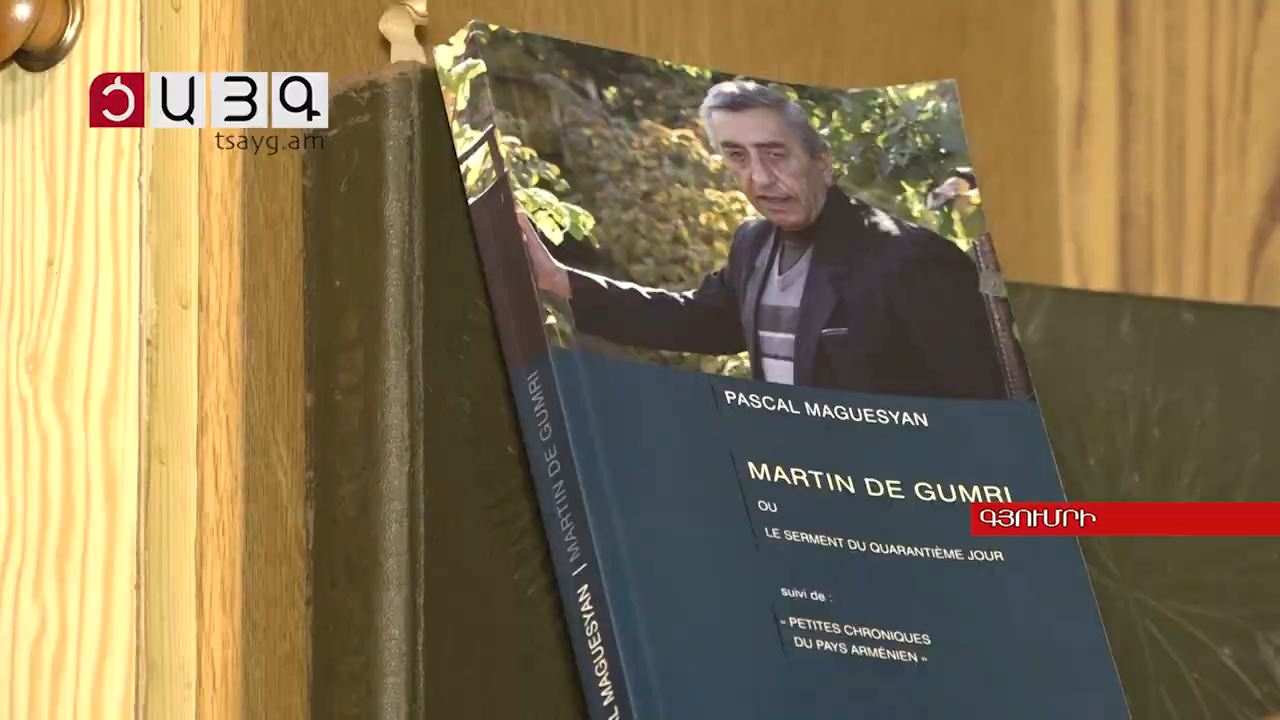 ՑԱՅԳ
tsayg.am
PASCAL MAGUESYAN
MARTIN DE GUMRI
OU
LE SERMENT DU QUARANTIÈME JOUR
suivi de :
« PETITES CHRONIQUES
DU PAYS ARMÉNIEN »
MAGUESYAN | MARTIN DE GUMRI
ԳՅՈՒՄՐԻ